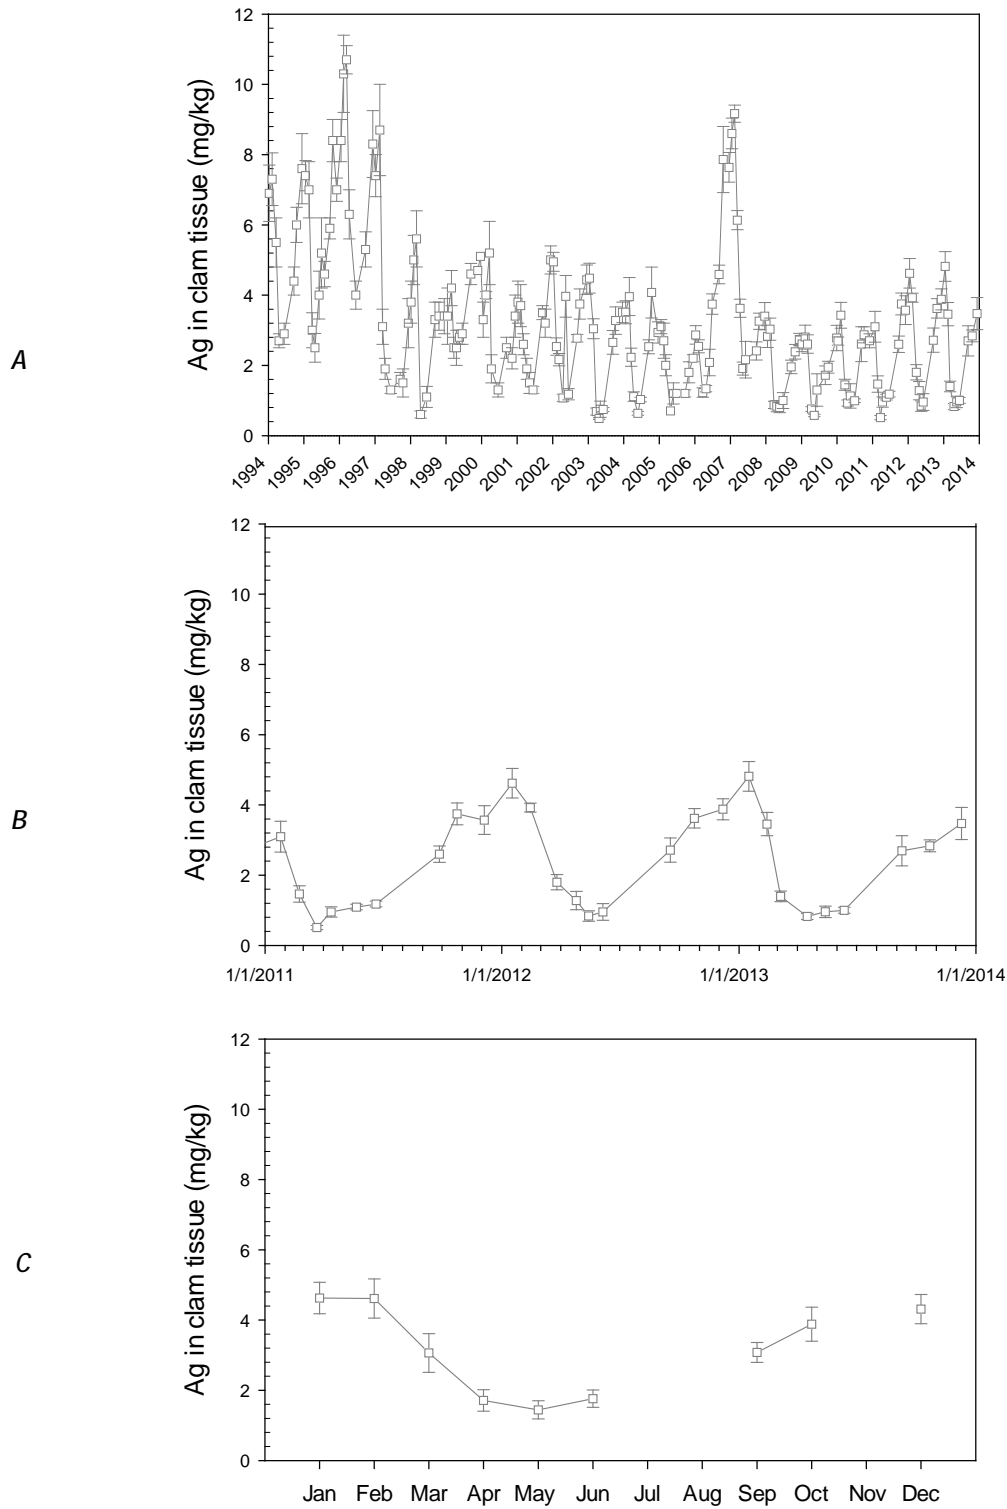 A
Ag in clam tissue (mg/kg)
12
10
8
6
4
2
0
1994 1995 1996 1997 1998 1999 2000 2001 2002 2003 2004 2005 2006 2007 2008 2009 2010 2011 2012 2013 2014
B
Ag in clam tissue (mg/kg)
12
10
8
6
4
2
0
1/1/2011 1/1/2012 1/1/2013 1/1/2014
C
Ag in clam tissue (mg/kg)
12
10
8
6
4
2
0
Jan Feb Mar Apr May Jun Jul Aug Sep Oct Nov Dec